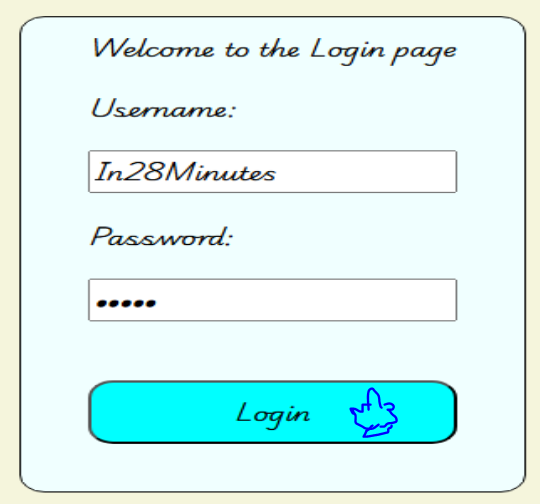 Welcome to the Login page
Username:
In28Minutes
Password:
•••••
Login